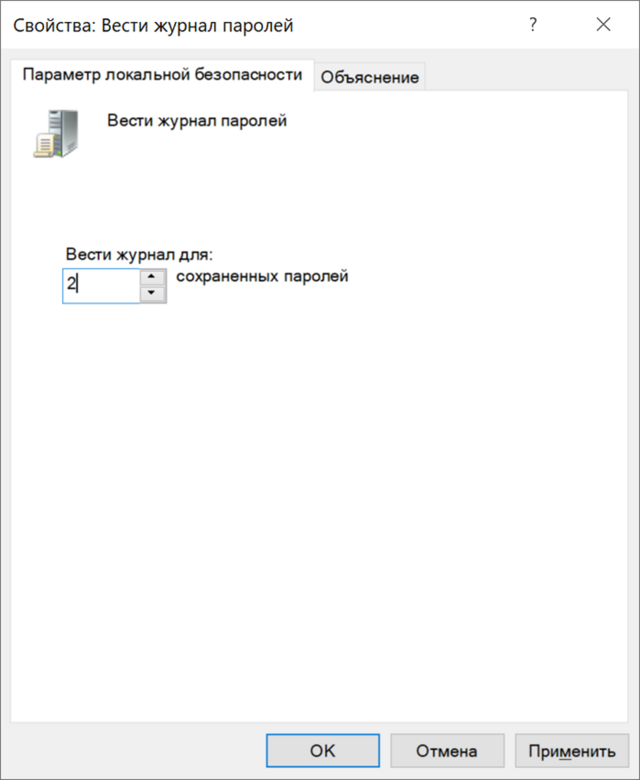 Свойства: Вести журнал паролей
?
Параметр локальной безопасности
Объяснение
Вести журнал паролей
Вести журнал для:
2
сохраненных паролей
OK
Отмена
Применить